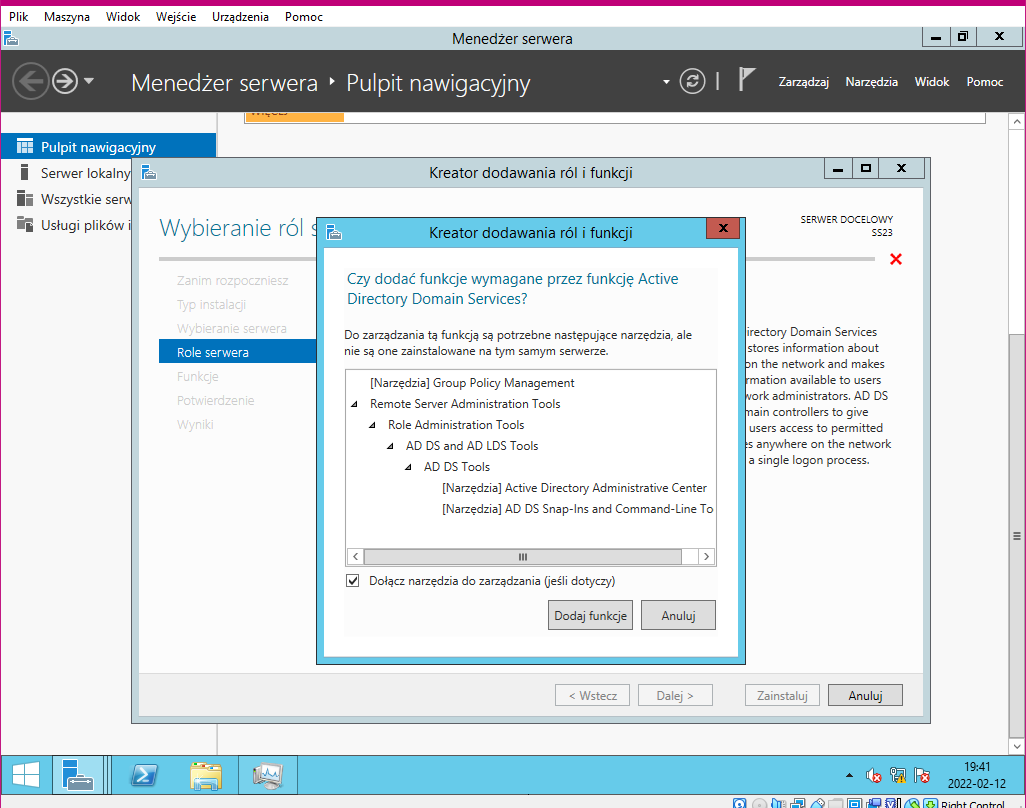 Plik Maszyna Widok Wejście Urządzenia Pomoc
Menedżer serwera
Menedżer serwera Pulpit nawigacyjny Zarządzaj Narzędzia Widok Pomoc
Pulpit nawigacyjny
Serwer lokalny
Wszystkie serw
Usługi plików i
Kreator dodawania ról i funkcji
Wybieranie ról s
SERWER DOCELOWY
SS23
Zanim rozpoczniesz
Typ instalacji
Wybieranie serwera
Role serwera
Funkcje
Potwierdzenie
Wyniki
Kreator dodawania ról i funkcji
Czy dodać funkcje wymagane przez funkcję Active
Directory Domain Services?
Do zarządzania tą funkcją są potrzebne następujące narzędzia, ale
nie są one zainstalowane na tym samym serwerze.
[Narzędzia] Group Policy Management
Remote Server Administration Tools
Role Administration Tools
AD DS and AD LDS Tools
AD DS Tools
[Narzędzia] Active Directory Administrative Center
[Narzędzia] AD DS Snap-Ins and Command-Line To
Dołącz narzędzia do zarządzania (jeśli dotyczy)
Dodaj funkcje Anuluj
irectory Domain Services
stores information about
on the network and makes
rmation available to users
work administrators. AD DS
main controllers to give
users access to permitted
s anywhere on the network
a single logon process.
< Wstecz Dalej > Zainstaluj Anuluj
19:41
2022-02-12
Right Control